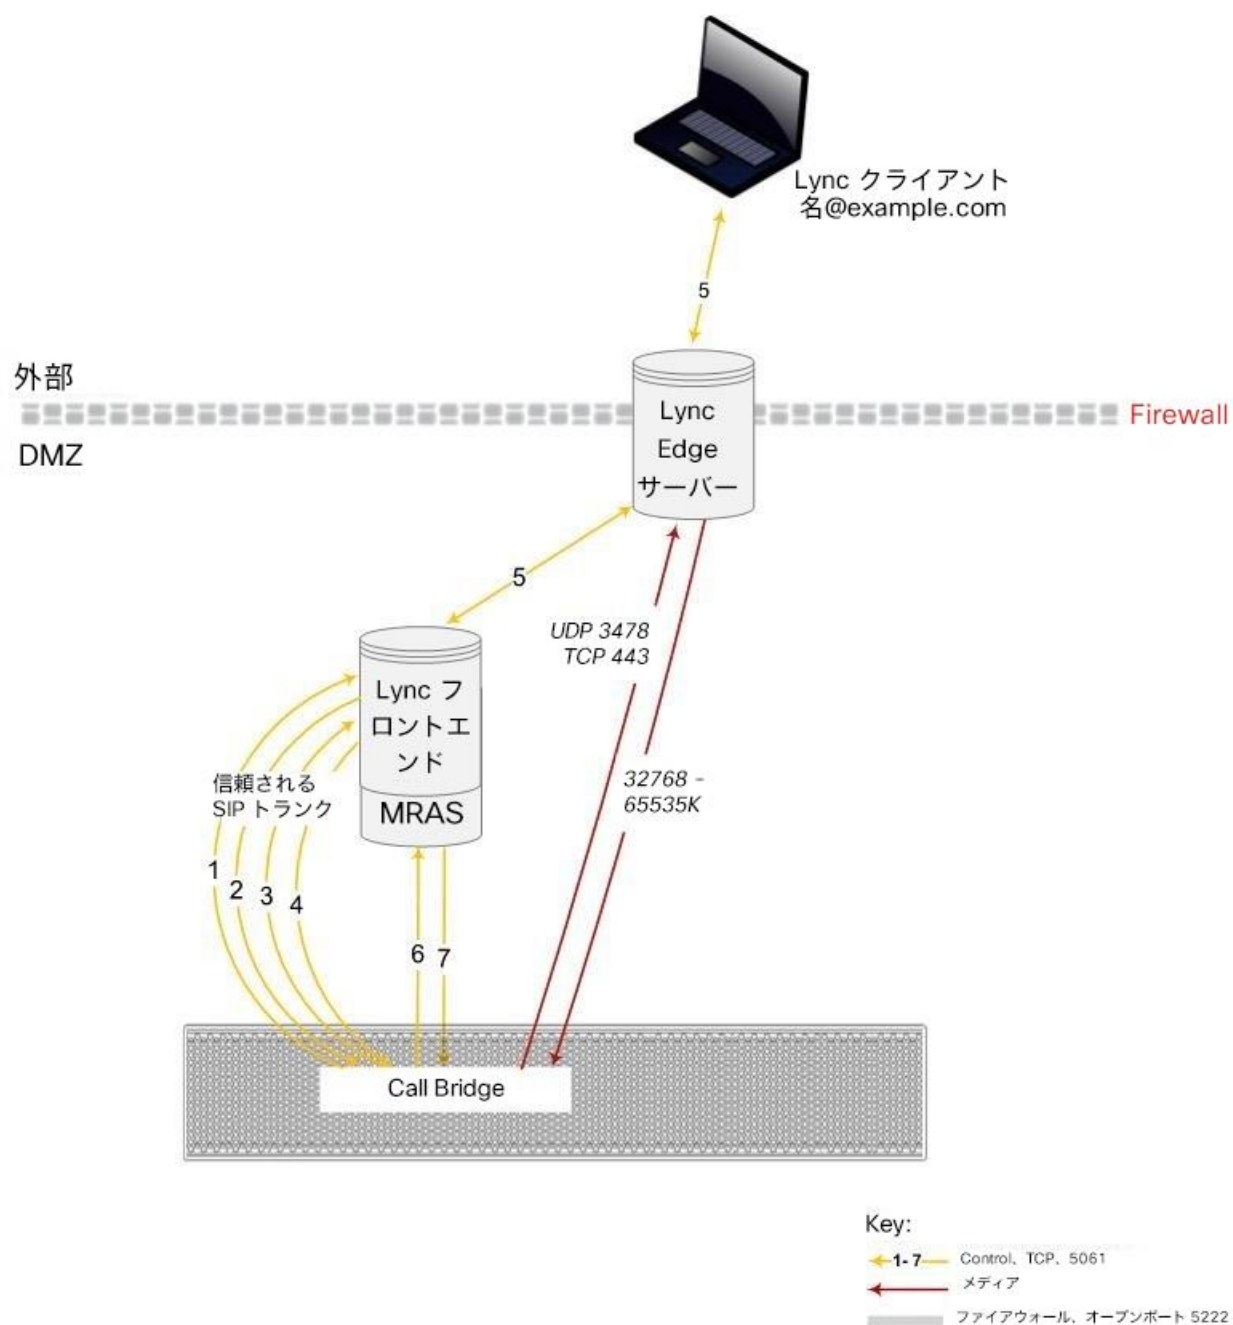 Lync クライアント
名@example.com
5
外部
Firewall
DMZ
Lync
Edge
サーバー
5
UDP 3478
TCP 443
Lync フ
ロントエ
ンド
MRAS
信頼される
SIP トランク
32768 -
65535K
1
2
3
4
6
7
Call Bridge
Key:
1-7
Control、TCP、5061
メディア
ファイアウォール、オープンポート 5222